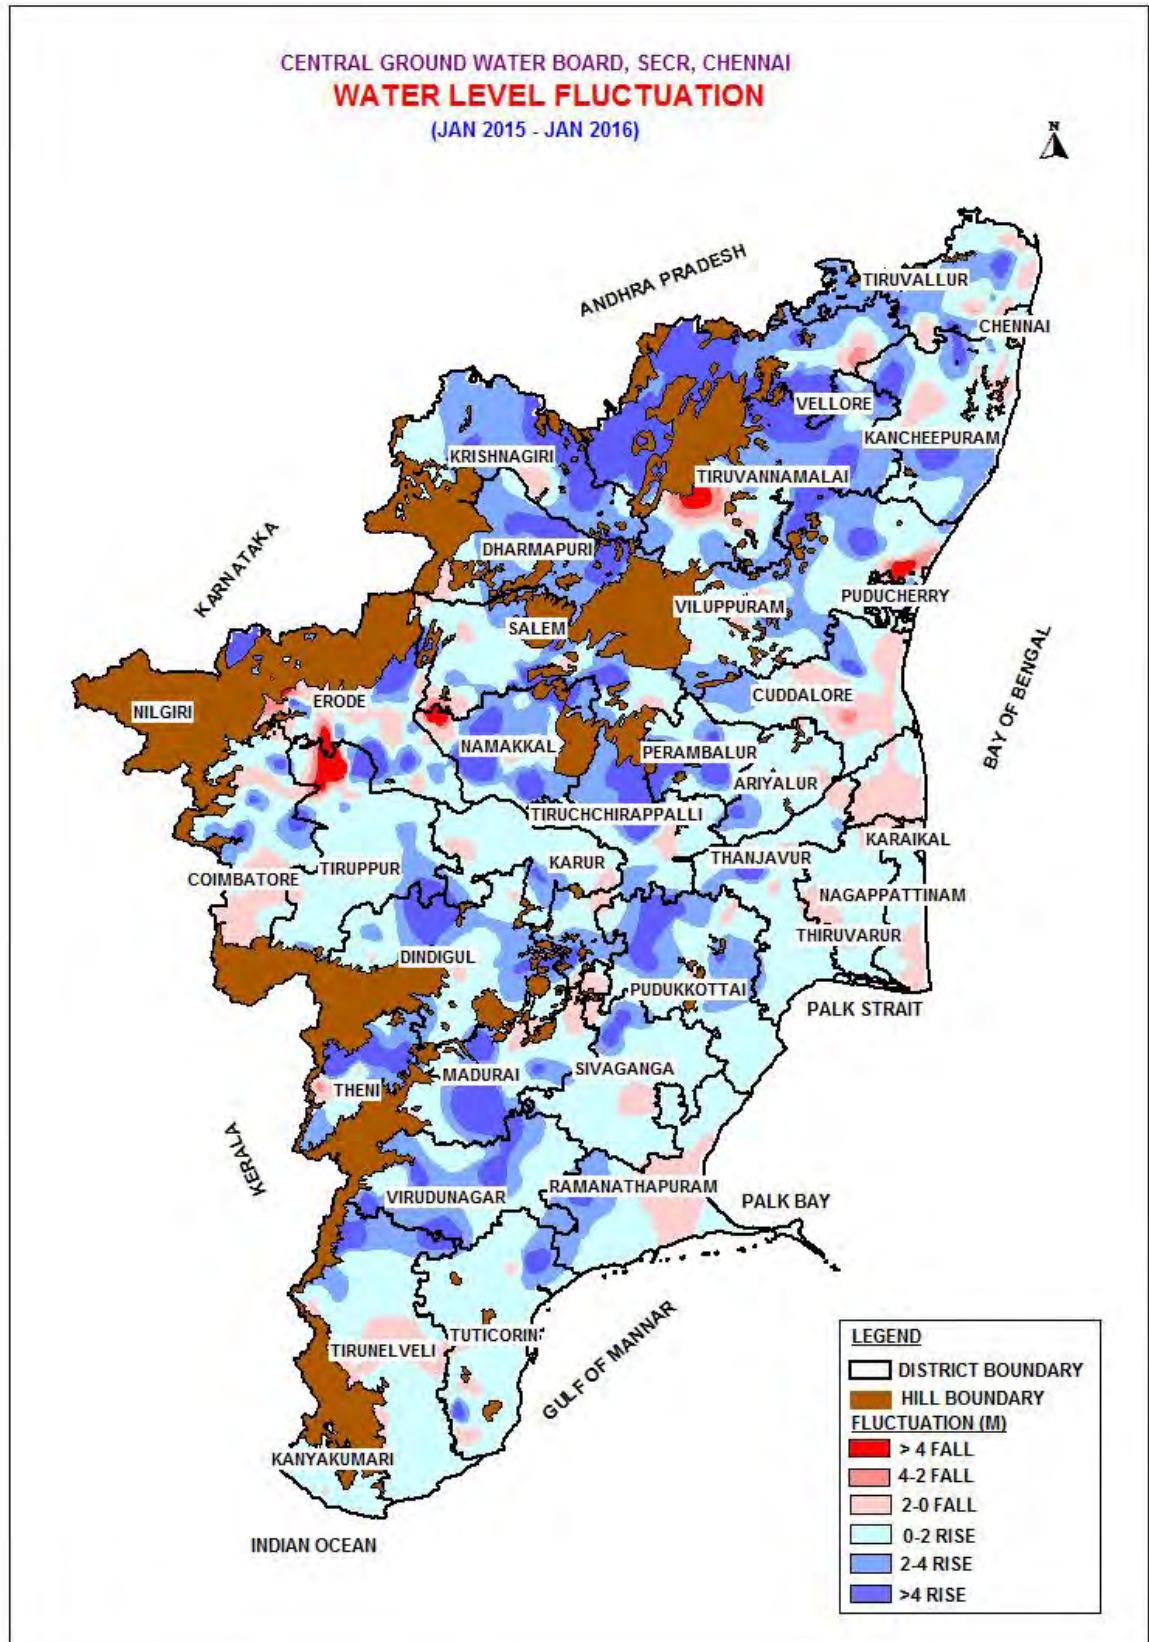 CENTRAL GROUND WATER BOARD, SECR, CHENNAI
WATER LEVEL FLUCTUATION
(JAN 2015 - JAN 2016)
N
ANDHRA PRADESH
TIRUVALLUR
CHENNAI
VELLORE
KANCHEEPURAM
KRISHNAGIRI
TIRUVANNAMALAI
KARNATAKA
DHARMAPURI
PUDUCHERRY
VILUPPURAM
SALEM
BAY OF BENGAL
CUDDALORE
ERODE
NILGIRI
NAMAKKAL
PERAMBALUR
ARIYALUR
TIRUCHCHIRAPPALLI
KARAIKAL
THANJAVUR
KARUR
TIRUPPUR
COIMBATORE
NAGAPPATTINAM
THIRUVARUR
DINDIGUL
PUDUKKOTTAI
PALK STRAIT
SIVAGANGA
MADURAI
THENI
KERALA
RAMANATHAPURAM
VIRUDUNAGAR
PALK BAY
TUTICORIN
TIRUNELVELI
GULF OF MANNAR
KANYAKUMARI
INDIAN OCEAN
LEGEND
DISTRICT BOUNDARY
HILL BOUNDARY
FLUCTUATION (M)
> 4 FALL
4-2 FALL
2-0 FALL
0-2 RISE
2-4 RISE
>4 RISE